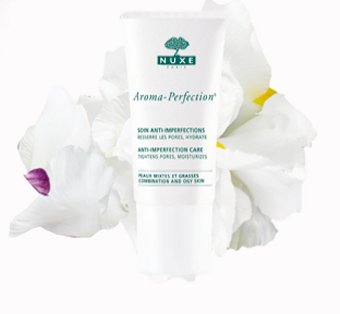 NUXE
PARIS
Aroma-Perfection®
SOIN ANTI-IMPERFECTIONS
RESSERRE LES PORES, HYDRATE
ANTI-IMPERFECTION CARE
TIGHTENS PORES, MOISTURIZES
PEAUX MIXTES ET GRASSES
COMBINATION AND OILY SKIN